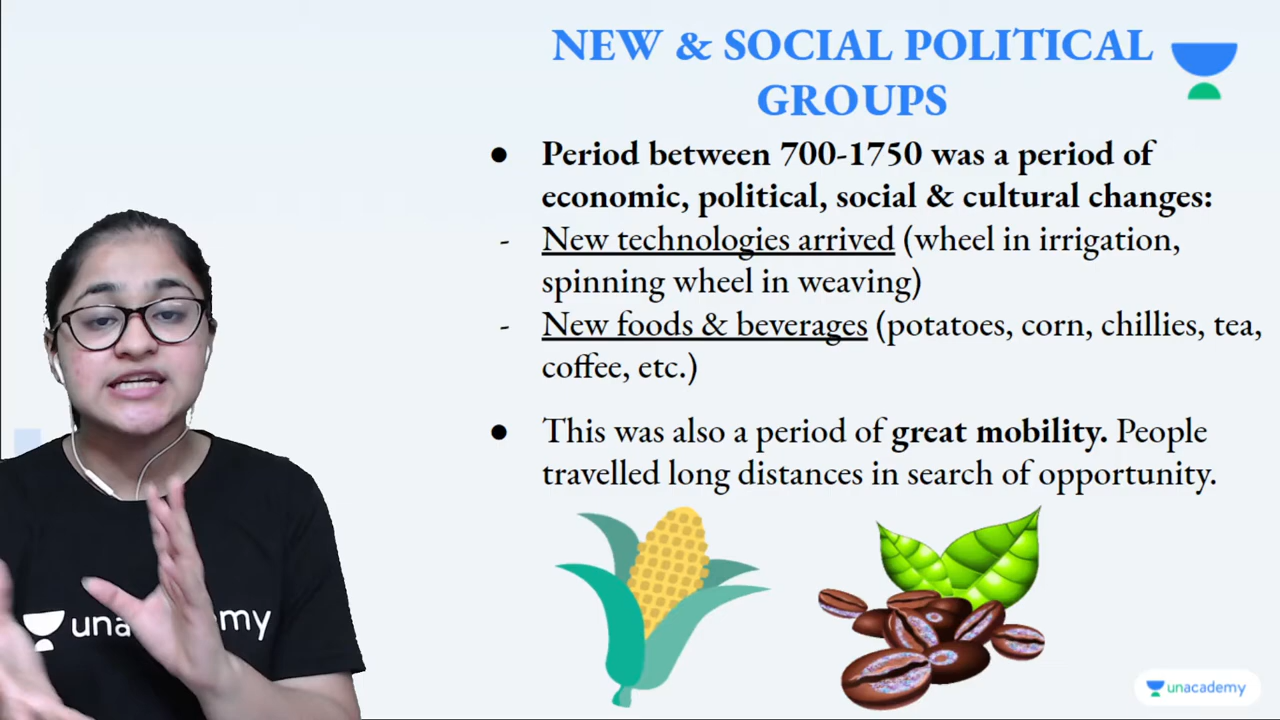 NEW & SOCIAL POLITICAL
GROUPS
● Period between 700-1750 was a period of
economic, political, social & cultural changes:
- New technologies arrived (wheel in irrigation,
spinning wheel in weaving)
- New foods & beverages (potatoes, corn, chillies, tea,
coffee, etc.)
● This was also a period of great mobility. People
travelled long distances in search of opportunity.
unacademy
unacademy